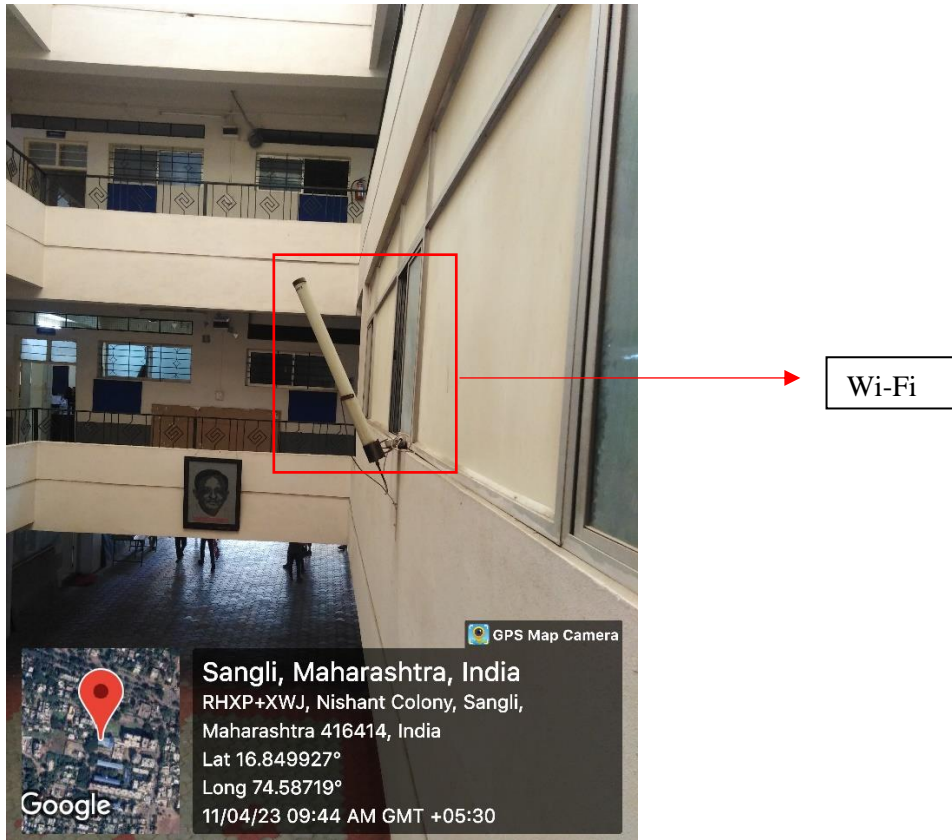 Wi-Fi
GPS Map Camera
Sangli, Maharashtra, India
RHXP+XWJ, Nishant Colony, Sangli,
Maharashtra 416414, India
Lat 16.849927°
Long 74.58719°
11/04/23 09:44 AM GMT +05:30
Google